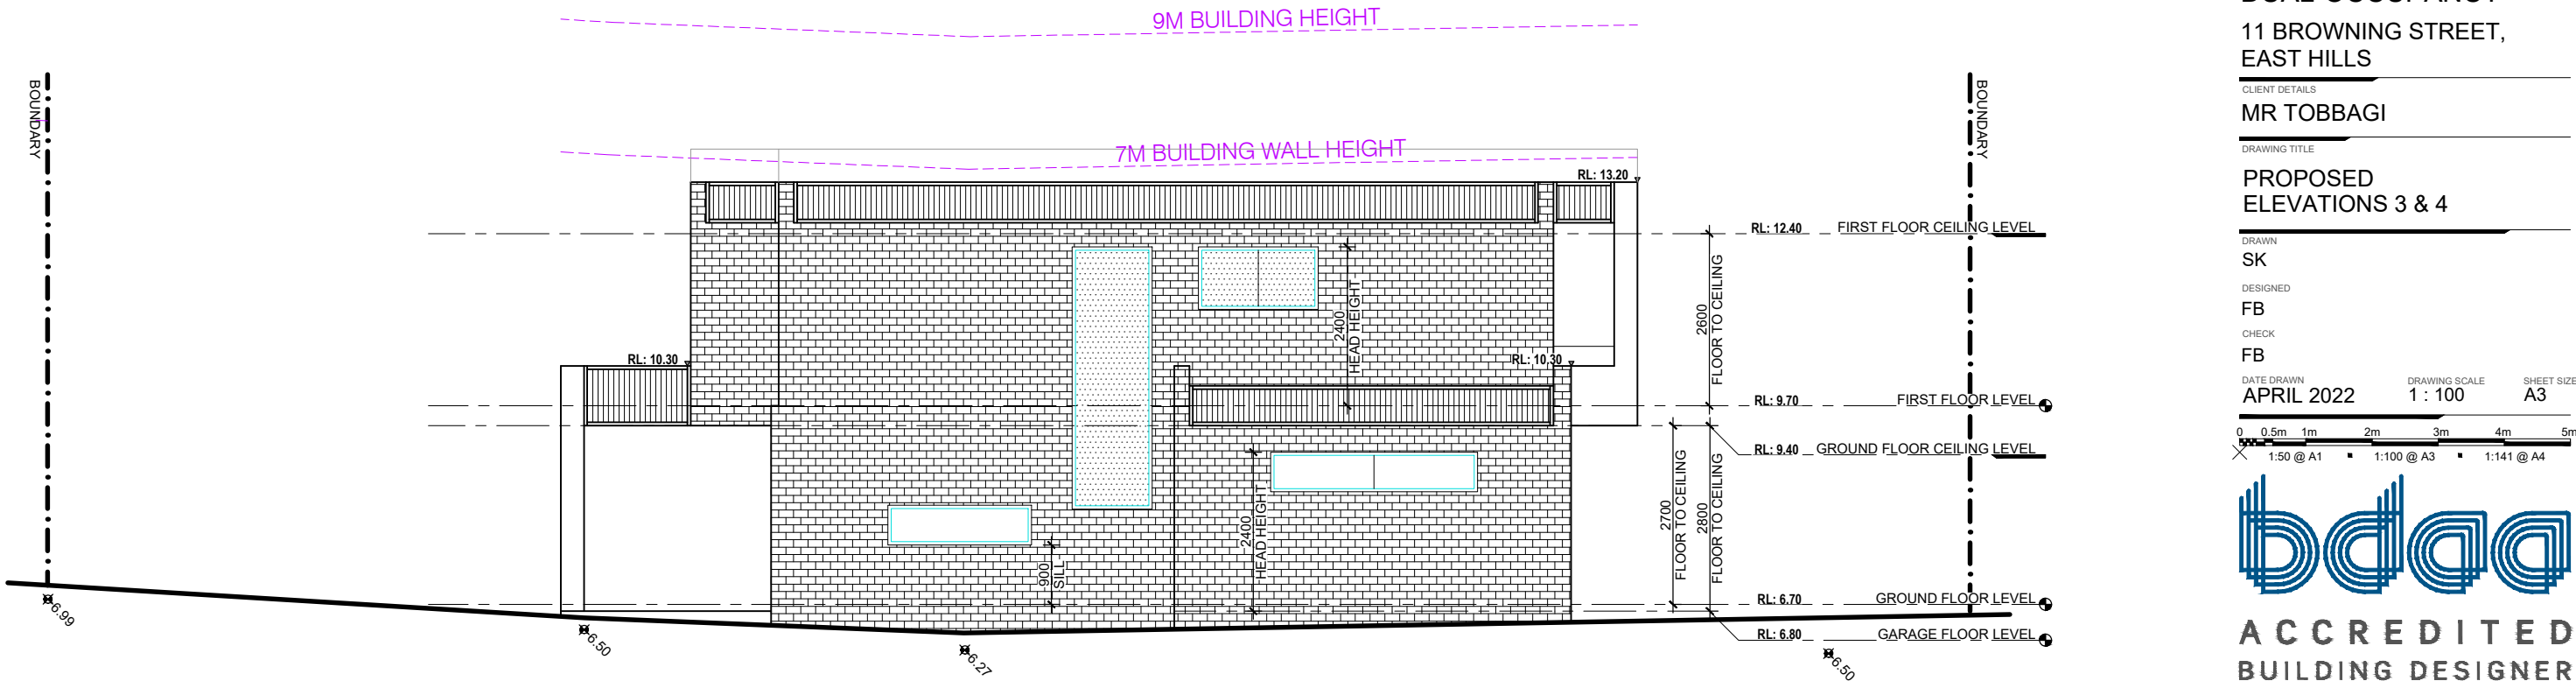 9M BUILDING HEIGHT
7M BUILDING WALL HEIGHT
BOUNDARY
BOUNDARY
RL: 13.20
RL: 12.40 FIRST FLOOR CEILING LEVEL
2600
FLOOR TO CEILING
2400
HEAD HEIGHT
RL: 10.30
RL: 10.30
RL: 9.70 FIRST FLOOR LEVEL
RL: 9.40 GROUND FLOOR CEILING LEVEL
2700
FLOOR TO CEILING
2800
FLOOR TO CEILING
2400
HEAD HEIGHT
900
SILL
RL: 6.70 GROUND FLOOR LEVEL
RL: 6.80 GARAGE FLOOR LEVEL
6.99
6.50
6.27
6.50
DUAL OCCUPANCY
11 BROWNING STREET,
EAST HILLS
CLIENT DETAILS
MR TOBBAGI
DRAWING TITLE
PROPOSED
ELEVATIONS 3 & 4
DRAWN
SK
DESIGNED
FB
CHECK
FB
DATE DRAWN DRAWING SCALE SHEET SIZE
APRIL 2022 1 : 100 A3
0 0.5m 1m 2m 3m 4m 5m
1:50 @ A1 1:100 @ A3 1:141 @ A4
bdaa
ACCREDITED
BUILDING DESIGNER